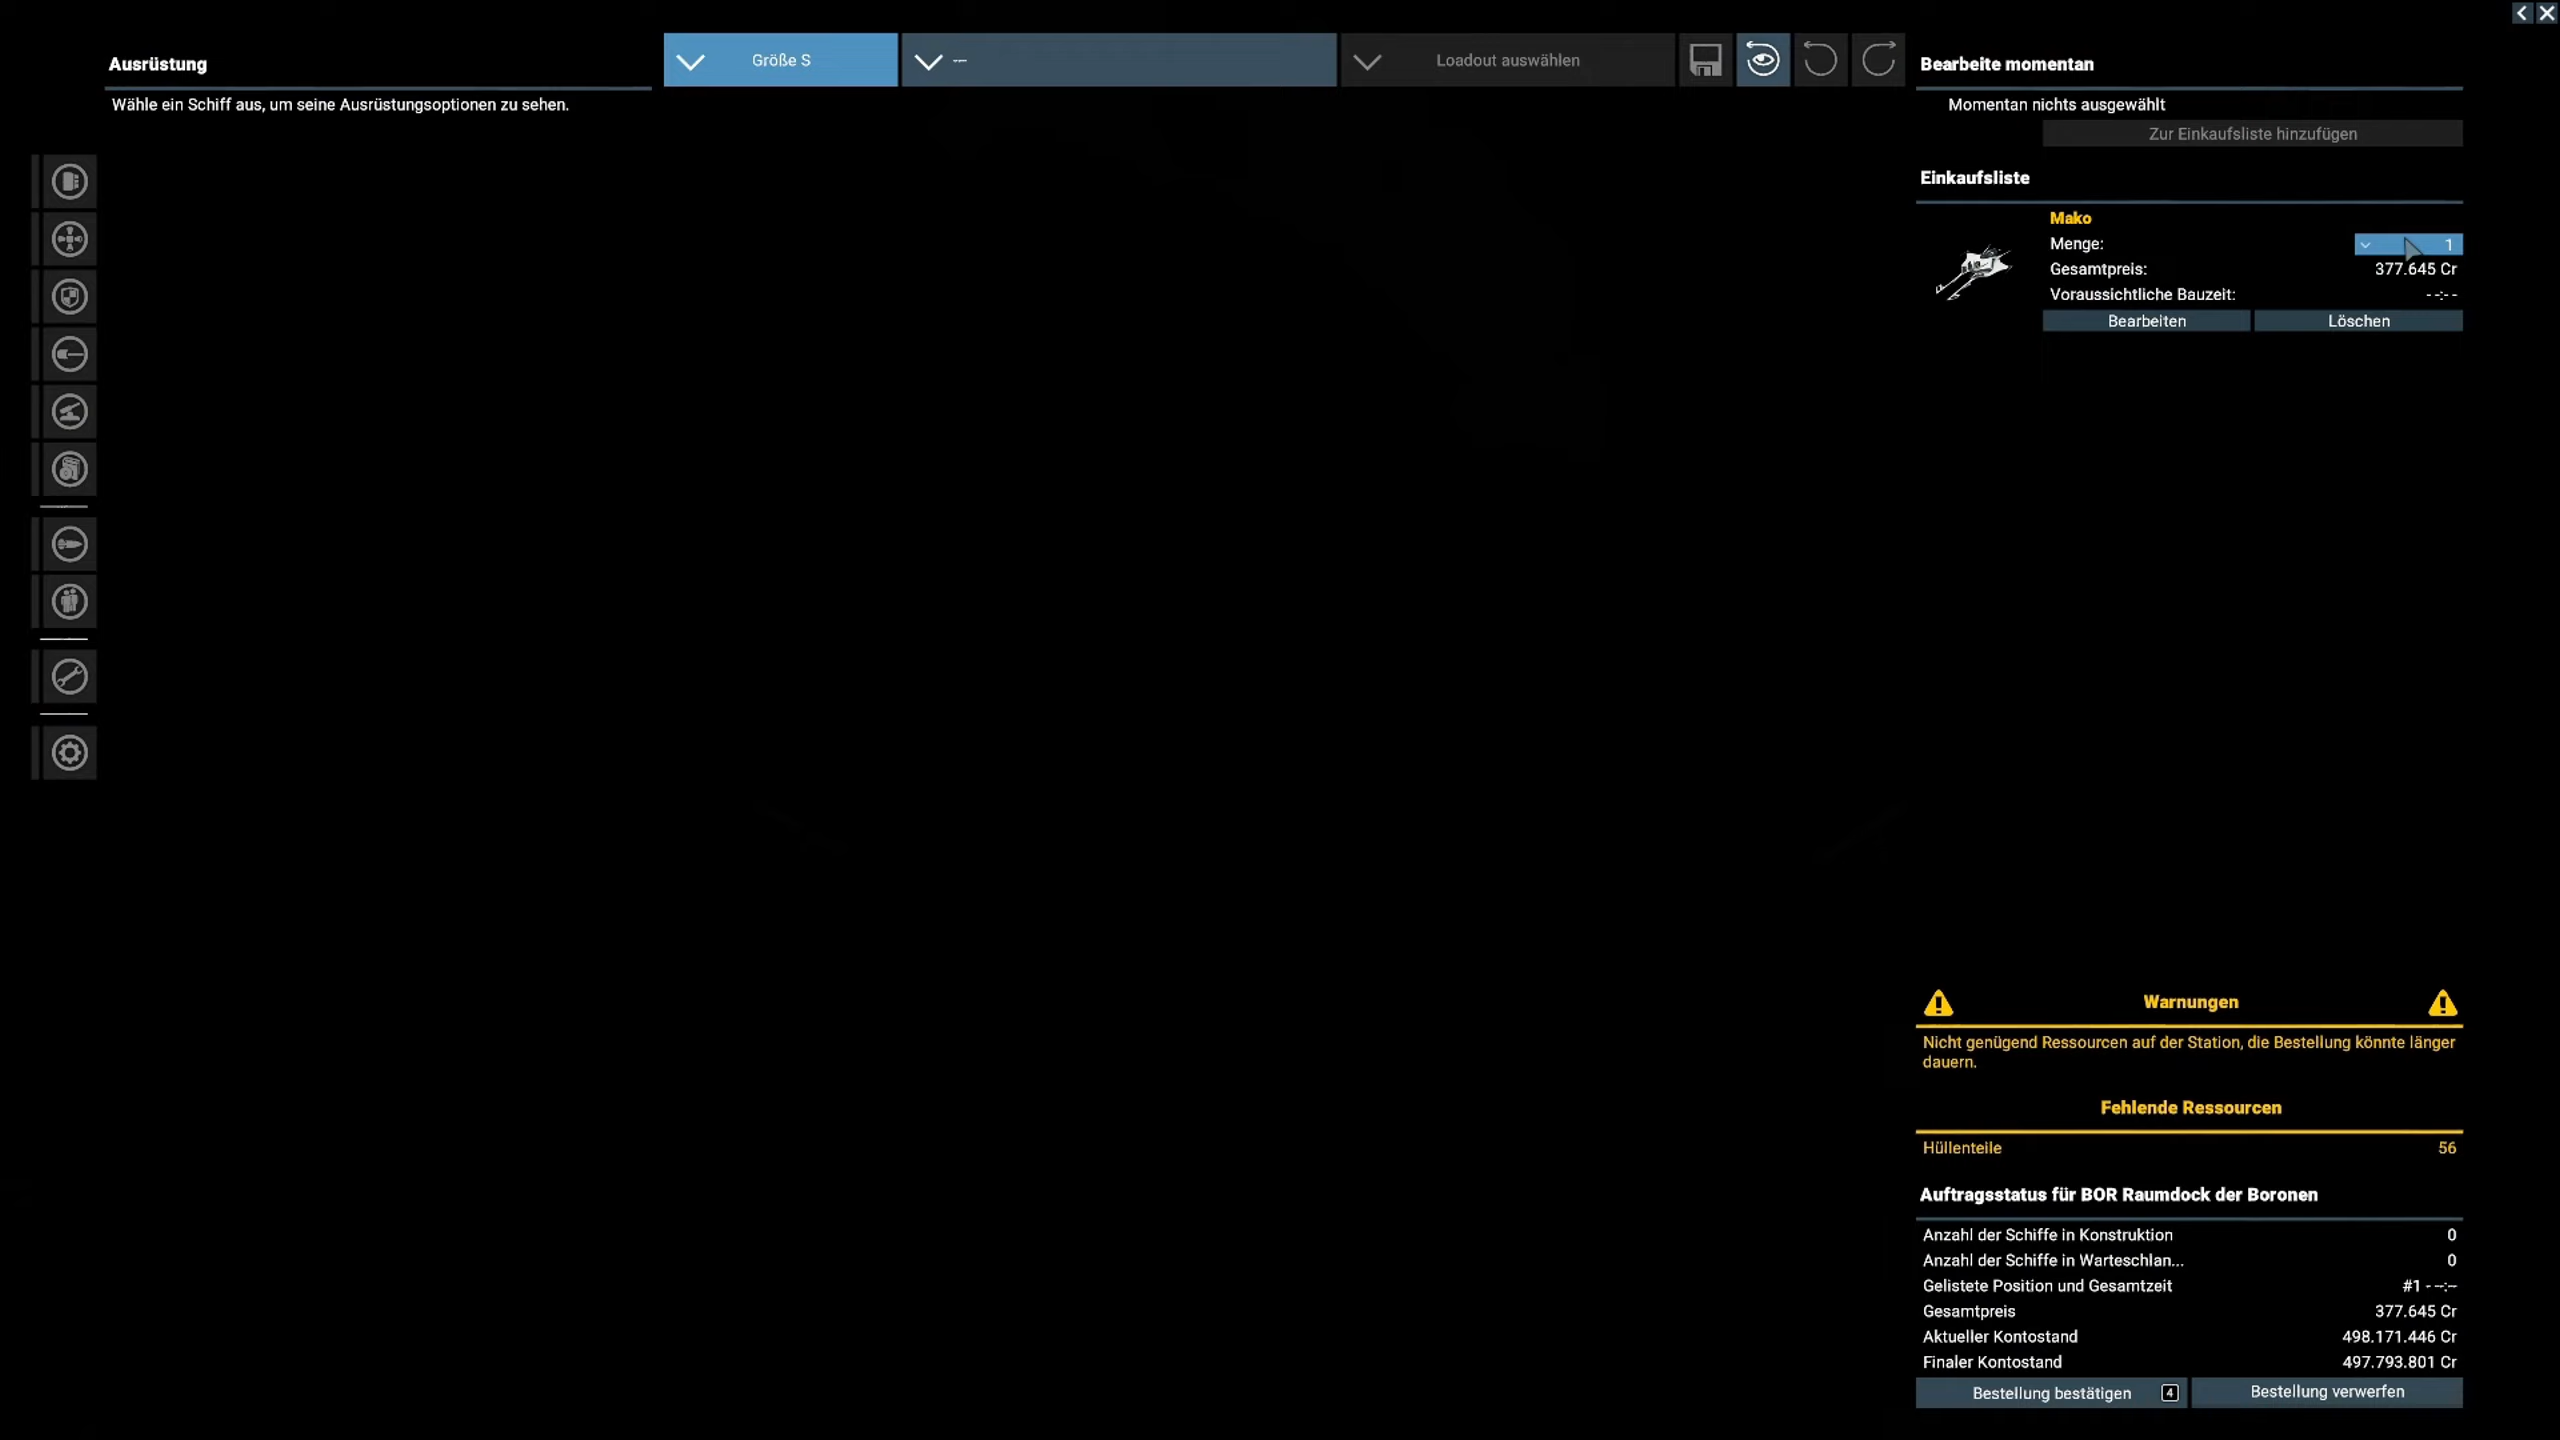 Ausrüstung
Wähle ein Schiff aus, um seine Ausrüstungsoptionen zu sehen.
Größe S
--
Loadout auswählen
Bearbeite momentan
Momentan nichts ausgewählt
Zur Einkaufsliste hinzufügen
Einkaufsliste
Mako
Menge: 1
Gesamtpreis: 377.645 Cr
Voraussichtliche Bauzeit: --:--
Bearbeiten
Löschen
Warnungen
Nicht genügend Ressourcen auf der Station, die Bestellung könnte länger
dauern.
Fehlende Ressourcen
Hüllenteile 56
Auftragsstatus für BOR Raumdock der Boronen
Anzahl der Schiffe in Konstruktion 0
Anzahl der Schiffe in Warteschlan... 0
Gelistete Position und Gesamtzeit #1 - --:--
Gesamtpreis 377.645 Cr
Aktueller Kontostand 498.171.446 Cr
Finaler Kontostand 497.793.801 Cr
Bestellung bestätigen 4
Bestellung verwerfen